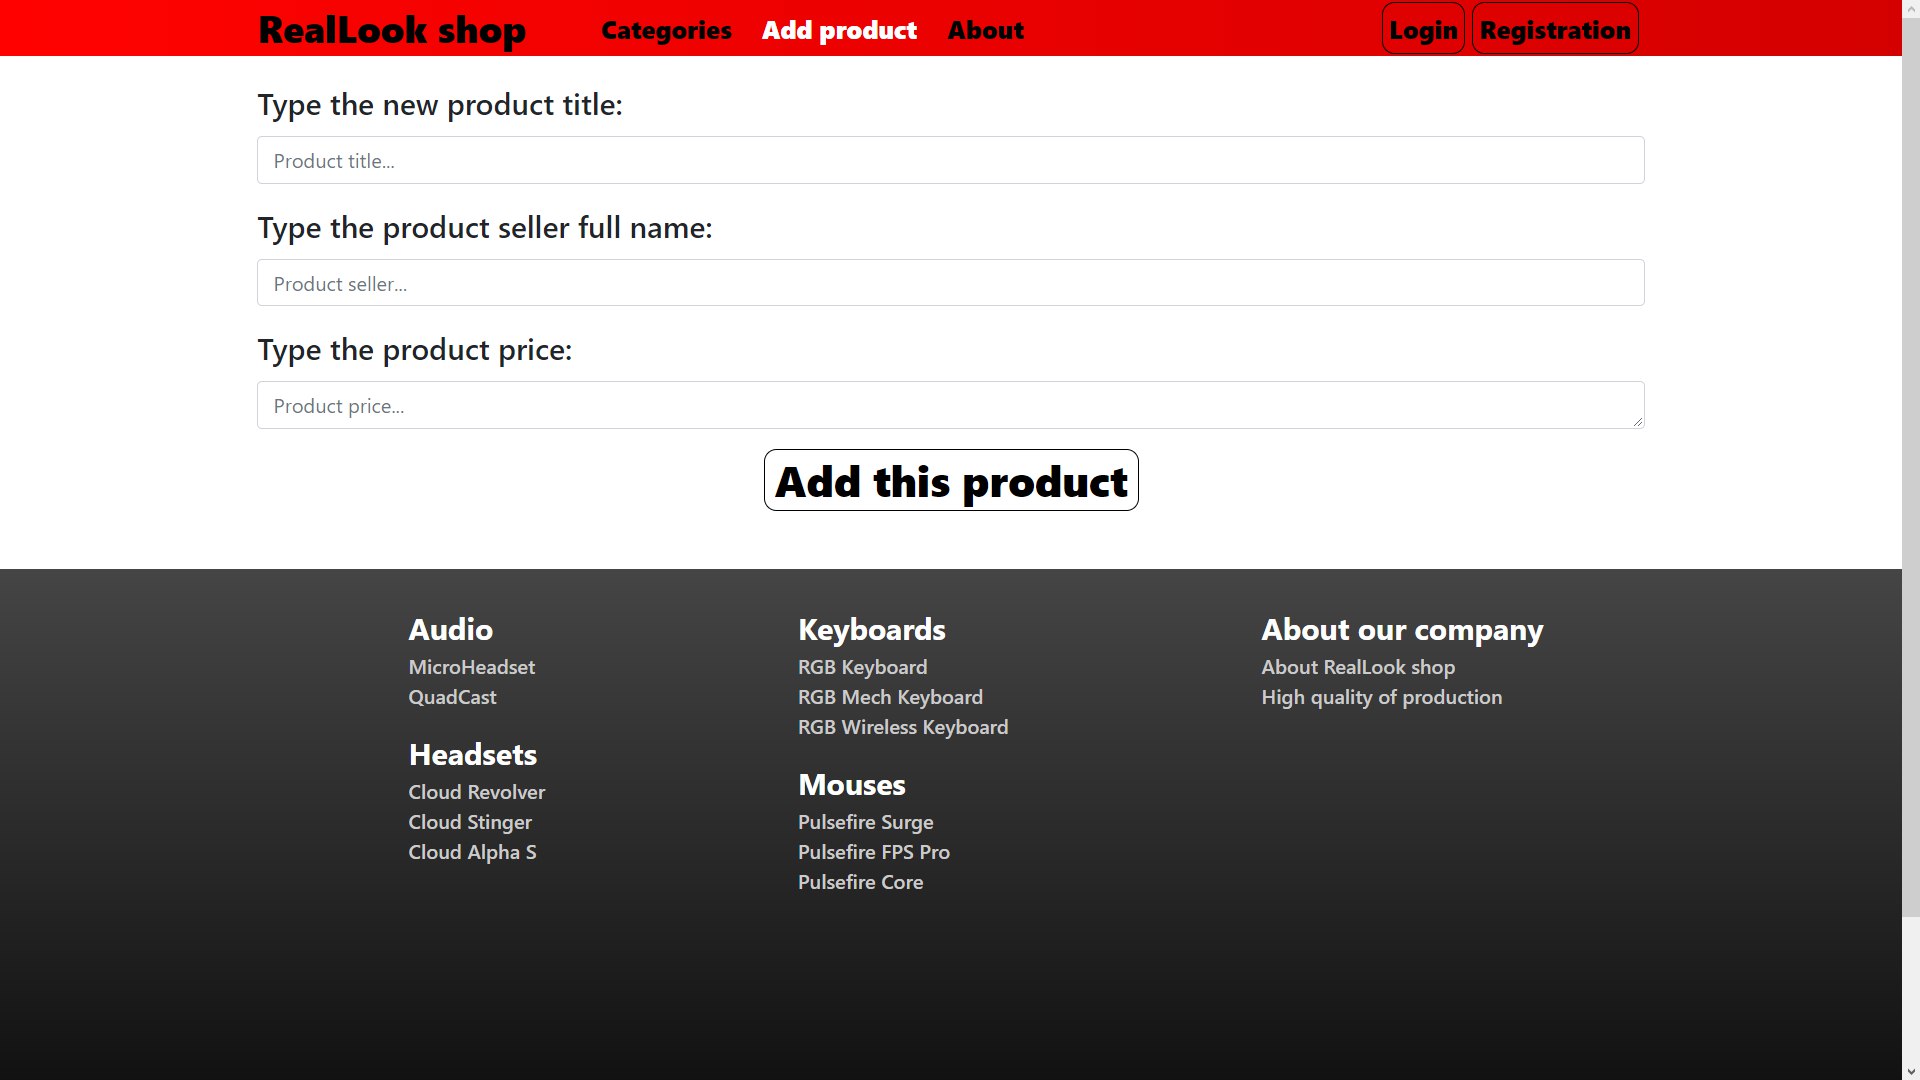 RealLook shop Categories Add product About Login Registration
Type the new product title:
Product title...
Type the product seller full name:
Product seller...
Type the product price:
Product price...
Add this product
Audio
MicroHeadset
QuadCast
Headsets
Cloud Revolver
Cloud Stinger
Cloud Alpha S
Keyboards
RGB Keyboard
RGB Mech Keyboard
RGB Wireless Keyboard
Mouses
Pulsefire Surge
Pulsefire FPS Pro
Pulsefire Core
About our company
About RealLook shop
High quality of production